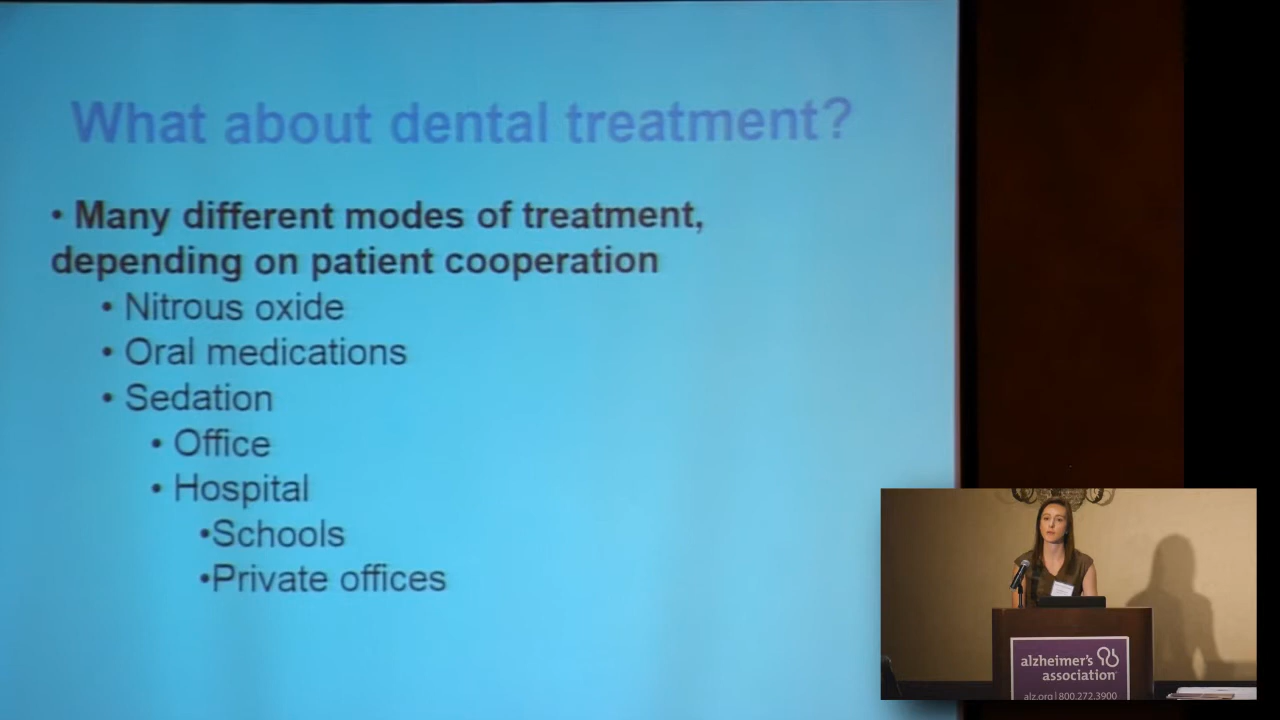 What about dental treatment?
• Many different modes of treatment,
depending on patient cooperation
• Nitrous oxide
• Oral medications
• Sedation
• Office
• Hospital
•Schools
•Private offices
alzheimer's
association
alz.org|800.272.3900